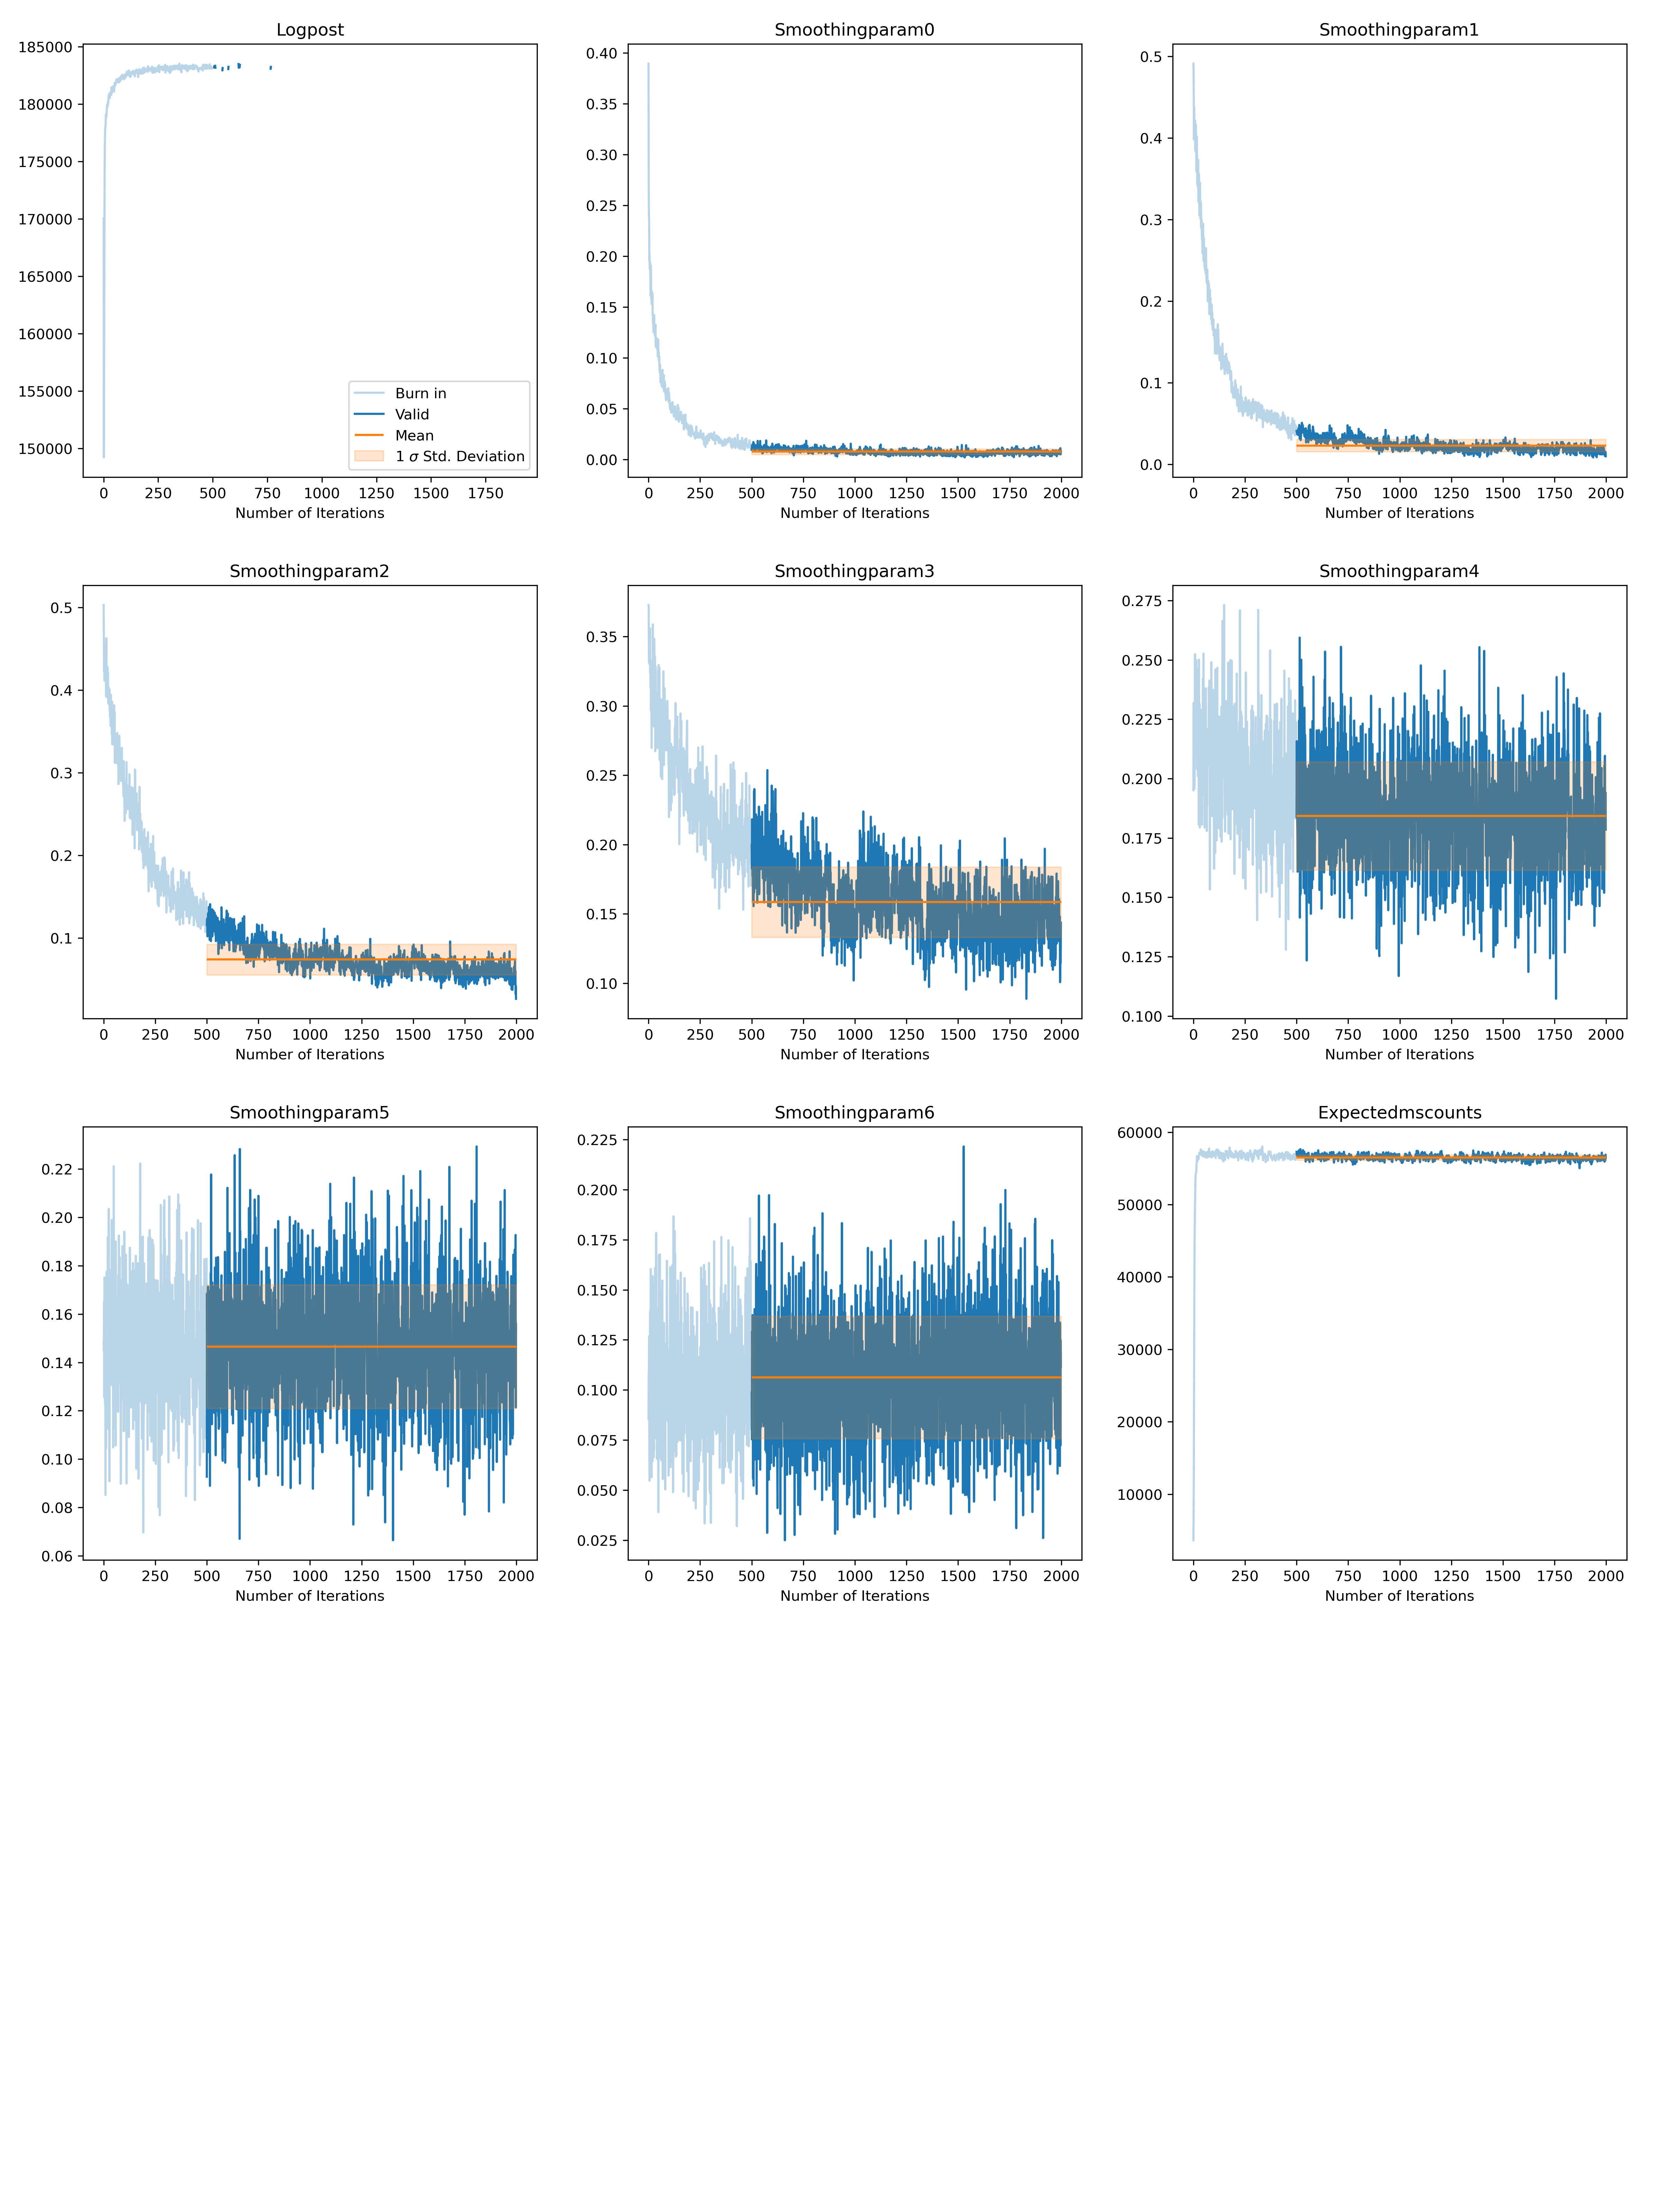 Logpost
185000
180000
175000
170000
165000
160000
155000
150000
Burn in
Valid
Mean
1 σ Std. Deviation
0 250 500 750 1000 1250 1500 1750
Number of Iterations
Smoothingparam0
0.40
0.35
0.30
0.25
0.20
0.15
0.10
0.05
0.00
0 250 500 750 1000 1250 1500 1750 2000
Number of Iterations
Smoothingparam1
0.5
0.4
0.3
0.2
0.1
0.0
0 250 500 750 1000 1250 1500 1750 2000
Number of Iterations
Smoothingparam2
0.5
0.4
0.3
0.2
0.1
0 250 500 750 1000 1250 1500 1750 2000
Number of Iterations
Smoothingparam3
0.35
0.30
0.25
0.20
0.15
0.10
0 250 500 750 1000 1250 1500 1750 2000
Number of Iterations
Smoothingparam4
0.275
0.250
0.225
0.200
0.175
0.150
0.125
0.100
0 250 500 750 1000 1250 1500 1750 2000
Number of Iterations
Smoothingparam5
0.22
0.20
0.18
0.16
0.14
0.12
0.10
0.08
0.06
0 250 500 750 1000 1250 1500 1750 2000
Number of Iterations
Smoothingparam6
0.225
0.200
0.175
0.150
0.125
0.100
0.075
0.050
0.025
0 250 500 750 1000 1250 1500 1750 2000
Number of Iterations
Expectedmscounts
60000
50000
40000
30000
20000
10000
0 250 500 750 1000 1250 1500 1750 2000
Number of Iterations